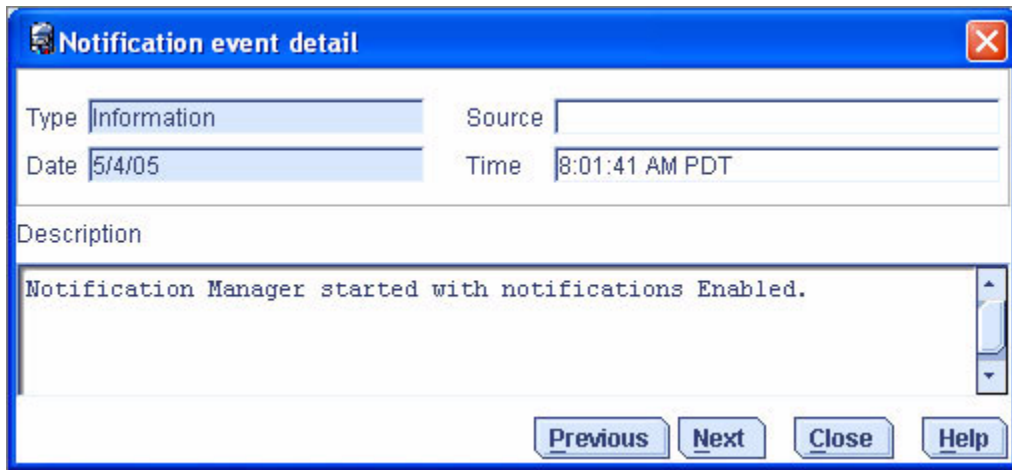 Notification event detail
Type Information Source
Date 5/4/05 Time 8:01:41 AM PDT
Description
Notification Manager started with notifications Enabled.
Previous Next Close Help